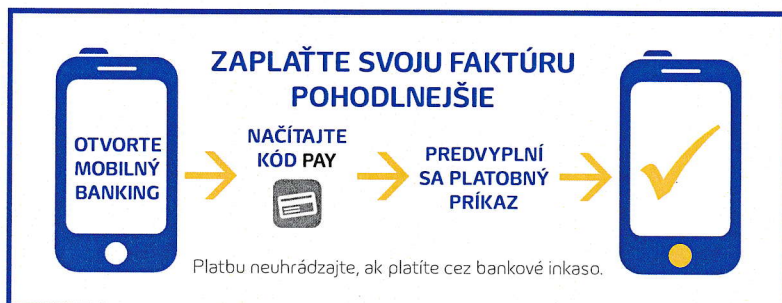 ZAPLAŤTE SVOJU FAKTÚRU
POHODLNEJŠIE
OTVORTE
MOBILNÝ
BANKING
NAČÍTAJTE
KÓD PAY
PREDVYPLNÍ
SA PLATOBNÝ
PRÍKAZ
Platbu neuhrádzajte, ak platíte cez bankové inkaso.